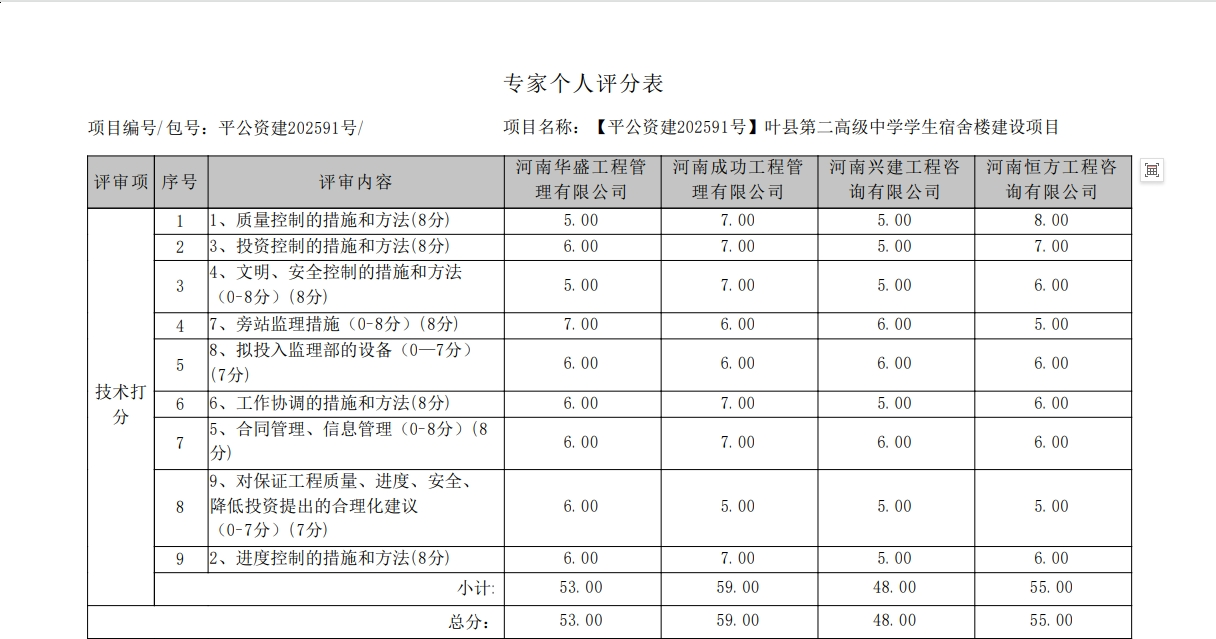 专家个人评分表
项目编号/包号：平公资建202591号/ 项目名称：【平公资建202591号】叶县第二高级中学学生宿舍楼建设项目
评审项 序号 评审内容 河南华盛工程管理有限公司 河南成功工程管理有限公司 河南兴建工程咨询有限公司 河南恒方工程咨询有限公司
技术打分
1 1、质量控制的措施和方法(8分) 5.00 7.00 5.00 8.00
2 3、投资控制的措施和方法(8分) 6.00 7.00 5.00 7.00
3 4、文明、安全控制的措施和方法（0-8分）(8分) 5.00 7.00 5.00 6.00
4 7、旁站监理措施（0-8分）(8分) 7.00 6.00 6.00 5.00
5 8、拟投入监理部的设备（0—7分）(7分) 6.00 6.00 6.00 6.00
6 6、工作协调的措施和方法(8分) 6.00 7.00 5.00 6.00
7 5、合同管理、信息管理（0-8分）(8分) 6.00 7.00 6.00 6.00
8 9、对保证工程质量、进度、安全、降低投资提出的合理化建议（0-7分）(7分) 6.00 5.00 5.00 5.00
9 2、进度控制的措施和方法(8分) 6.00 7.00 5.00 6.00
小计: 53.00 59.00 48.00 55.00
总分： 53.00 59.00 48.00 55.00